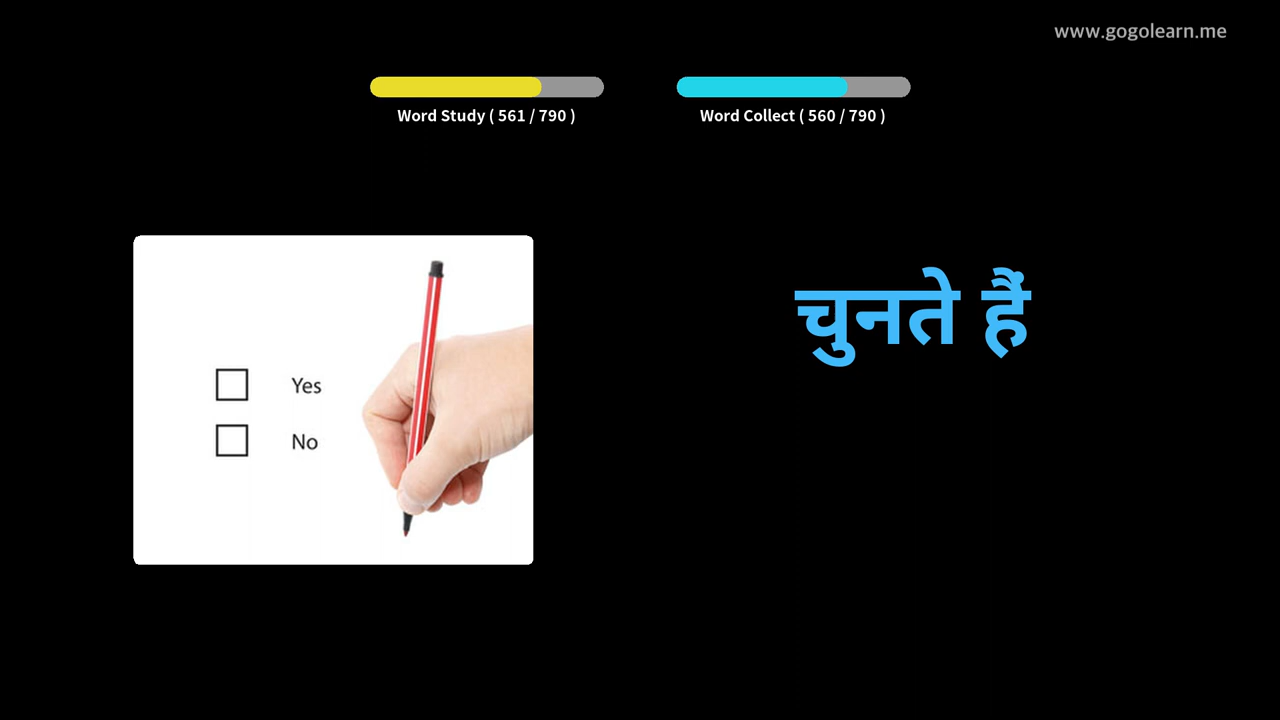 www.gogolearn.me
Word Study ( 561 / 790 )
Word Collect ( 560 / 790 )
चुनते हैं
Yes
No